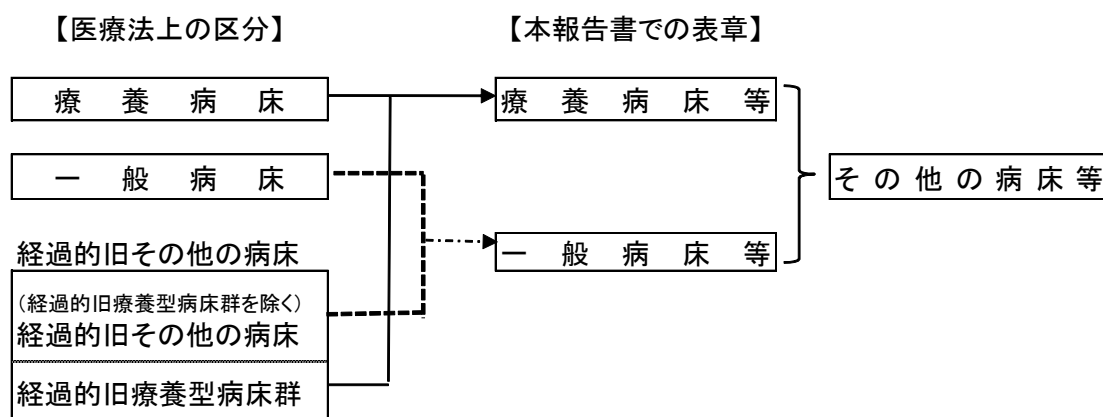 【医療法上の区分】
【本報告書での表章】
療養病床
療養病床等
一般病床
その他の病床等
一般病床等
経過的旧その他の病床
(経過的旧療養型病床群を除く)
経過的旧その他の病床
経過的旧療養型病床群